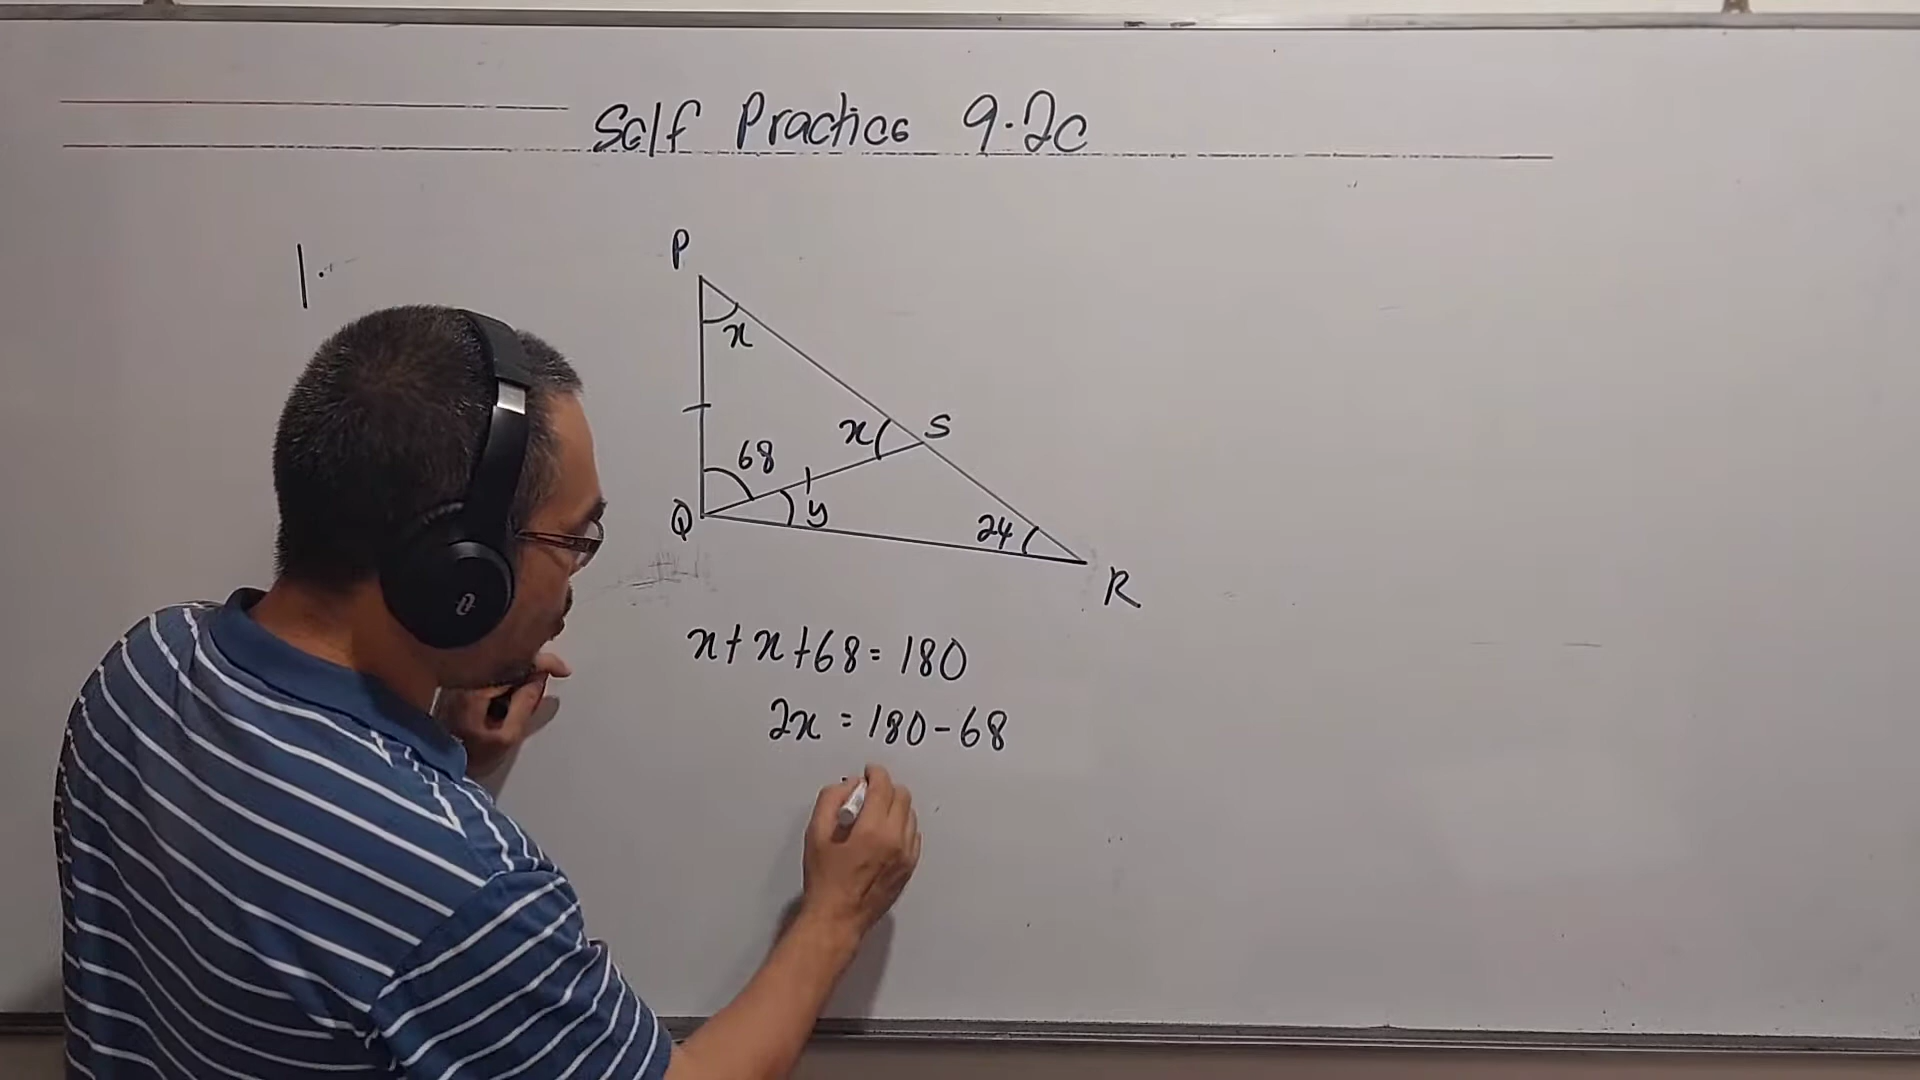 Self Practice 9.2c
1.
P
x
x
S
68
y
Q
24
R
x + x + 68 = 180
2x = 180 - 68